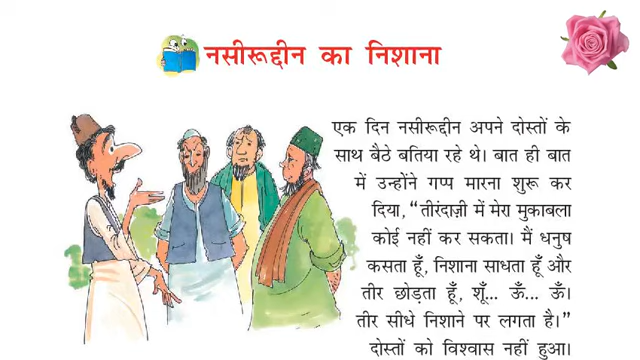 नसीरूद्दीन का निशाना
एक दिन नसीरूद्दीन अपने दोस्तों के
साथ बैठे बतिया रहे थे। बात ही बात
में उन्होंने गप्प मारना शुरू कर
दिया, “तीरंदाज़ी में मेरा मुकाबला
कोई नहीं कर सकता। मैं धनुष
कसता हूँ, निशाना साधता हूँ और
तीर छोड़ता हूँ, शूँ... ऊँ... ऊँ।
तीर सीधे निशाने पर लगता है।”
दोस्तों को विश्वास नहीं हुआ।